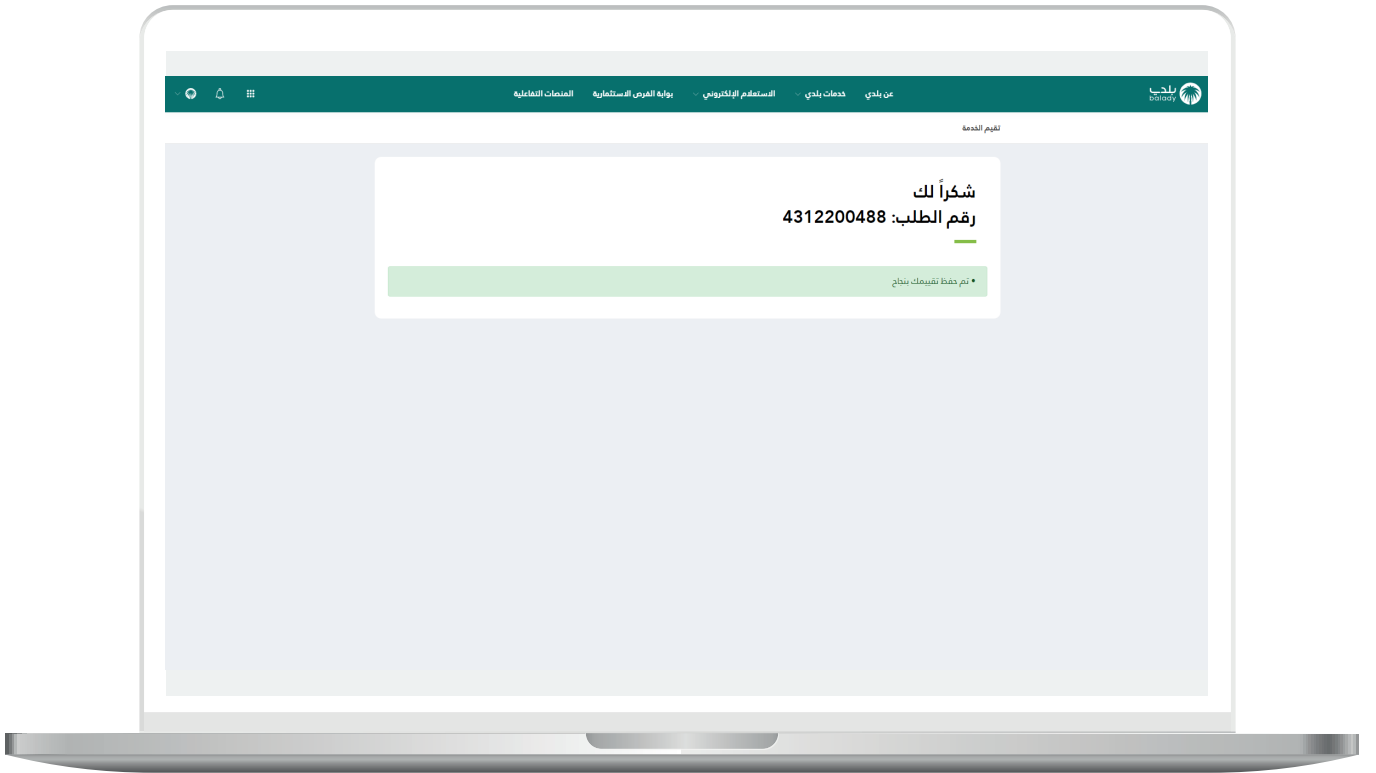 بلدي
balady
عن بلدي
خدمات بلدي
الاستعلام الإلكتروني
بوابة الفرص الاستثمارية
المنصات التفاعلية
تقيم الخدمة
شكراً لك
رقم الطلب: 4312200488
• تم حفظ تقييمك بنجاح